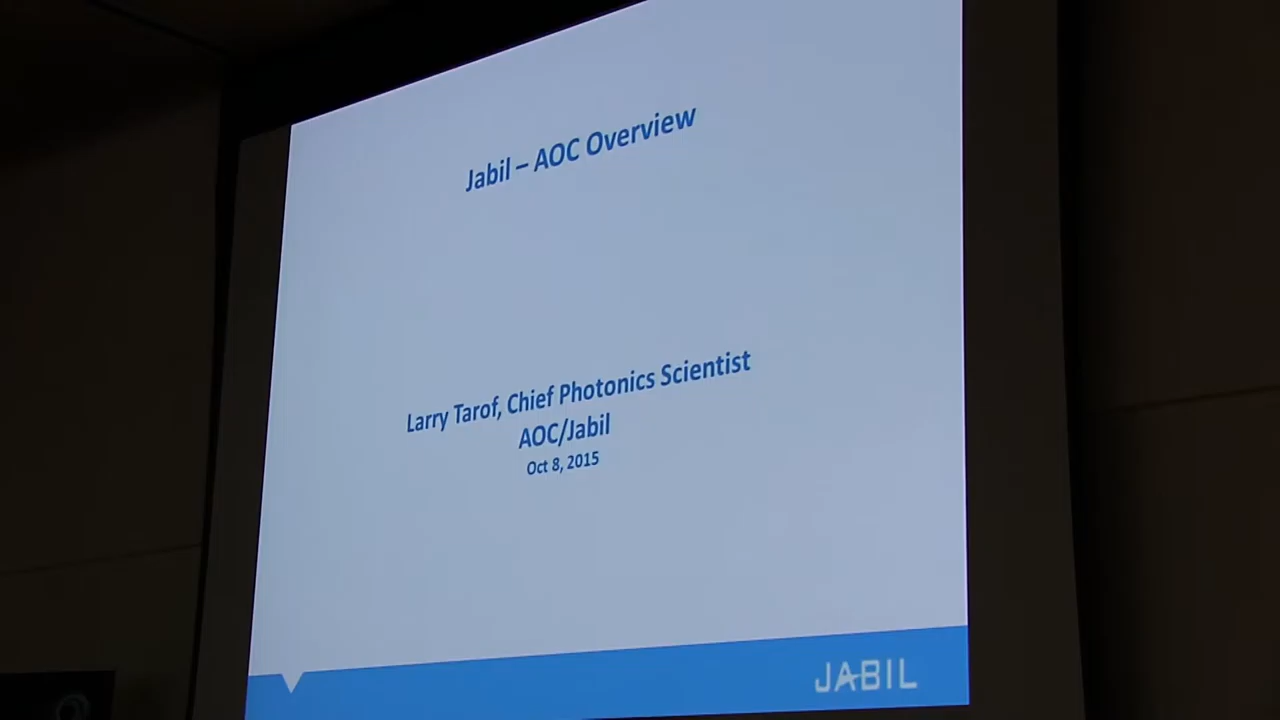 Jabil – AOC Overview
Larry Tarof, Chief Photonics Scientist
AOC/Jabil
Oct 8, 2015
JABIL